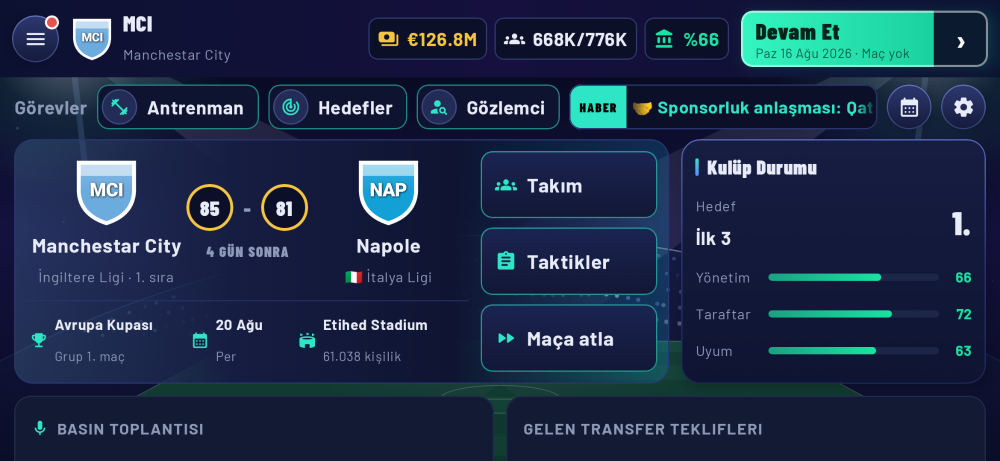 MCI
MCI
Manchestar City
€126.8M
668K/776K
%66
Devam Et
Paz 16 Ağu 2026 · Maç yok
Görevler
Antrenman
Hedefler
Gözlemci
HABER
🤝 Sponsorluk anlaşması: Qat
MCI
85 - 81
NAP
Manchestar City
4 GÜN SONRA
Napole
İngiltere Ligi · 1. sıra
🇮🇹 İtalya Ligi
Avrupa Kupası
Grup 1. maç
20 Ağu
Per
Etihed Stadium
61.038 kişilik
Takım
Taktikler
Maça atla
Kulüp Durumu
Hedef
İlk 3
1.
Yönetim 66
Taraftar 72
Uyum 63
BASIN TOPLANTISI
GELEN TRANSFER TEKLIFLERI